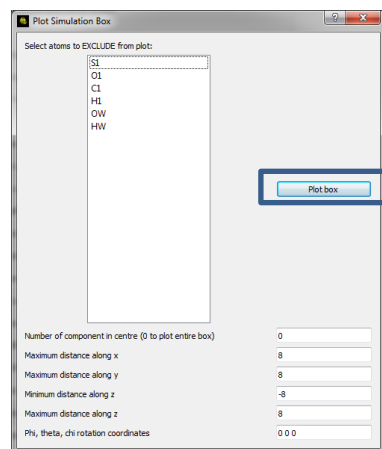 Plot Simulation Box
Select atoms to EXCLUDE from plot:
S1
O1
C1
H1
OW
HW
Plot box
Number of component in centre (0 to plot entire box) 0
Maximum distance along x 8
Maximum distance along y 8
Minimum distance along z -8
Maximum distance along z 8
Phi, theta, chi rotation coordinates 0 0 0